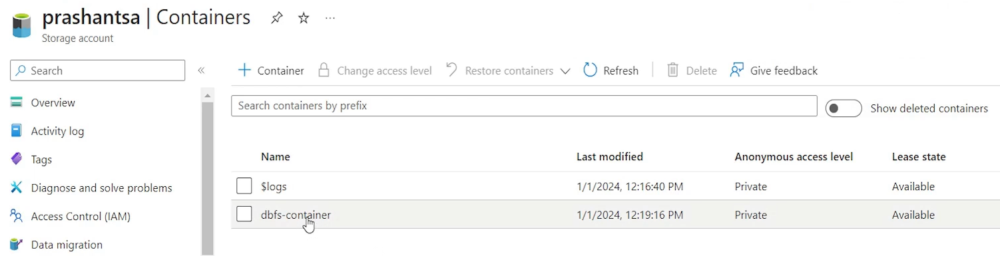 prashantsa | Containers
Storage account
Search
Container Change access level Restore containers Refresh Delete Give feedback
Search containers by prefix
Show deleted containers
Overview
Activity log
Tags
Diagnose and solve problems
Access Control (IAM)
Data migration
Name Last modified Anonymous access level Lease state
$logs 1/1/2024, 12:16:40 PM Private Available
dbfs-container 1/1/2024, 12:19:16 PM Private Available